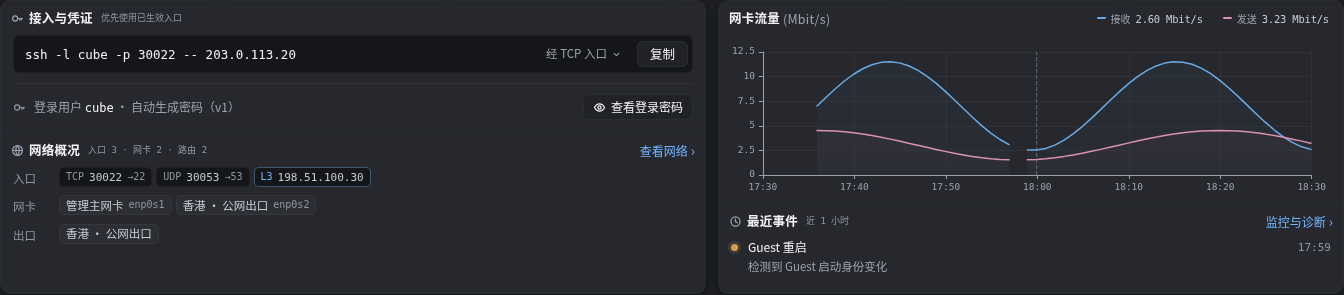 接入与凭证 优先使用已生效入口
ssh -l cube -p 30022 -- 203.0.113.20 经 TCP 入口 复制
登录用户 cube · 自动生成密码（v1） 查看登录密码
网络概况 入口 3 · 网卡 2 · 路由 2 查看网络 ›
入口 TCP 30022 →22 UDP 30053 →53 L3 198.51.100.30
网卡 管理主网卡 enp0s1 香港 · 公网出口 enp0s2
出口 香港 · 公网出口
网卡流量 (Mbit/s) 接收 2.60 Mbit/s 发送 3.23 Mbit/s
12.5
10
7.5
5
2.5
0
17:30 17:40 17:50 18:00 18:10 18:20 18:30
最近事件 近 1 小时 监控与诊断 ›
Guest 重启 17:59
检测到 Guest 启动身份变化